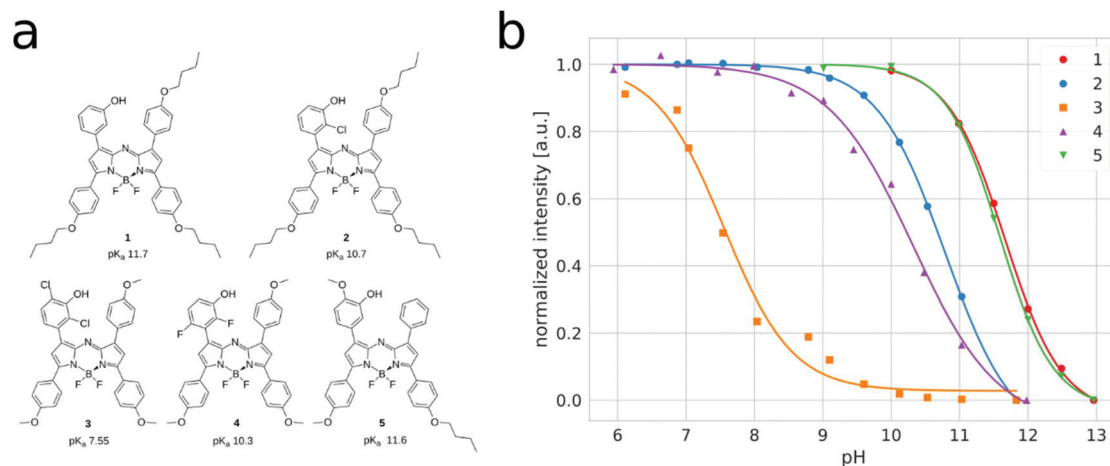 a
OH
O
N
N
N
B
F
F
O
O
1
pKa 11.7
OH
Cl
O
N
N
N
B
F
F
O
O
2
pKa 10.7
Cl
OH
Cl
O
N
N
N
B
F
F
O
O
3
pKa 7.55
OH
F
F
O
N
N
N
B
F
F
O
O
4
pKa 10.3
O
OH
N
N
N
B
F
F
O
5
pKa 11.6
b
normalized intensity [a.u.]
1.0
0.8
0.6
0.4
0.2
0.0
6 7 8 9 10 11 12 13
pH
1
2
3
4
5